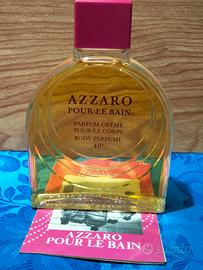 AZZARO
POUR LE BAIN
PARFUM CRÈME
POUR LE CORPS
BODY PERFUME
40°
AZZARO
POUR LE BAIN